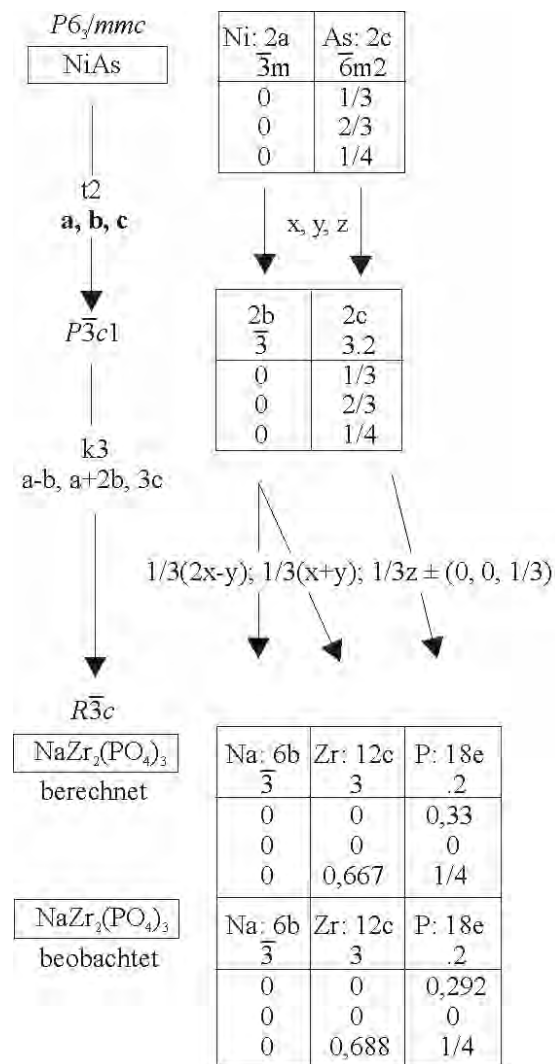 P6₃/mmc
NiAs
Ni: 2a As: 2c
3̅m 6̅m2
0 1/3
0 2/3
0 1/4
t2
a, b, c
x, y, z
P3̅c1
2b 2c
3̅ 3.2
0 1/3
0 2/3
0 1/4
k3
a-b, a+2b, 3c
1/3(2x-y); 1/3(x+y); 1/3z ± (0, 0, 1/3)
R3̅c
NaZr₂(PO₄)₃
berechnet
Na: 6b Zr: 12c P: 18e
3̅ 3 .2
0 0 0,33
0 0 0
0 0,667 1/4
NaZr₂(PO₄)₃
beobachtet
Na: 6b Zr: 12c P: 18e
3̅ 3 .2
0 0 0,292
0 0 0
0 0,688 1/4